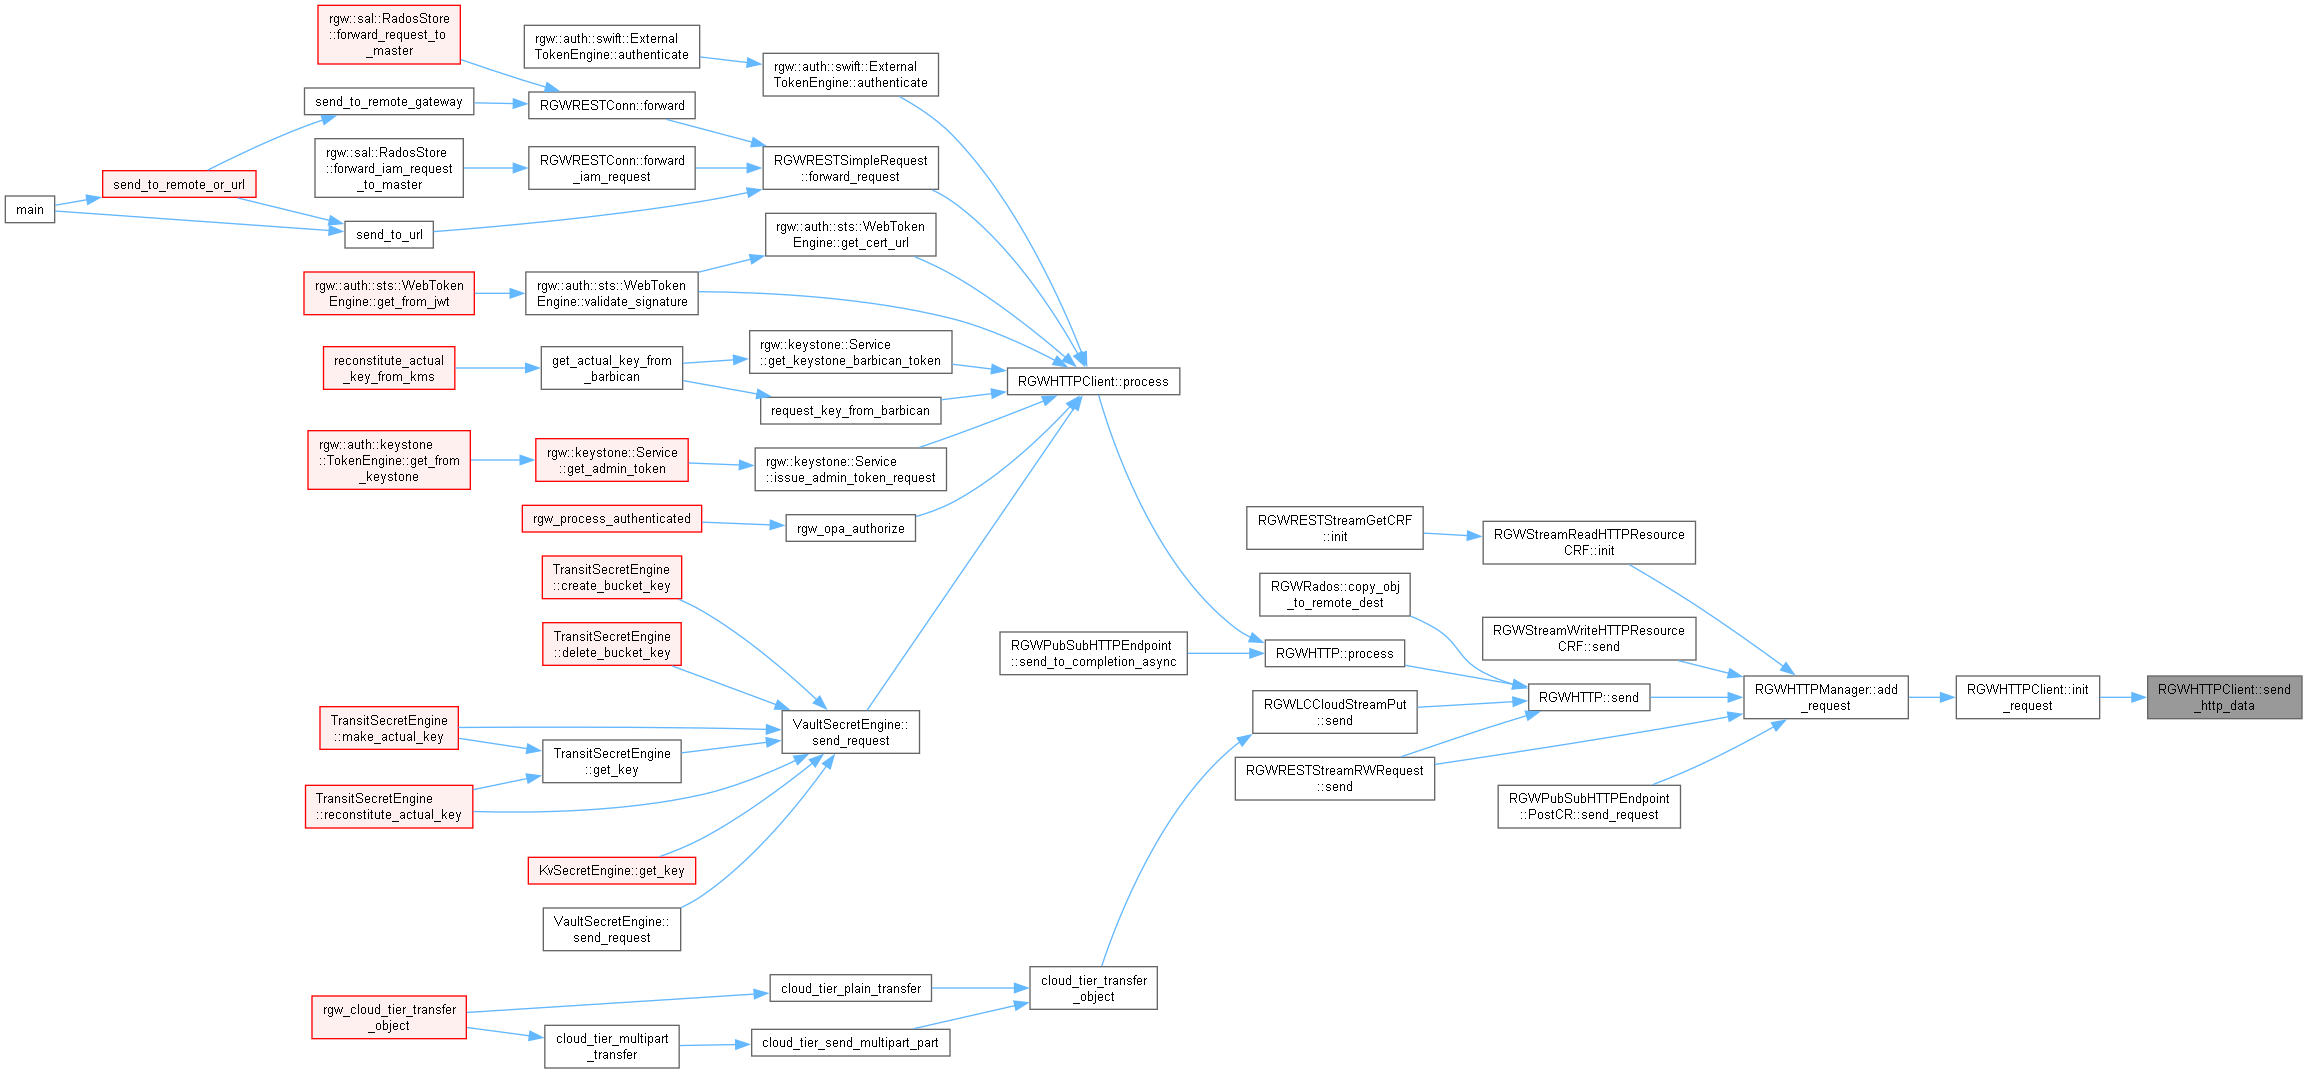 rgw::sal::RadosStore
::forward_request_to
_master
rgw::auth::swift::External
TokenEngine::authenticate
rgw::auth::swift::External
TokenEngine::authenticate
send_to_remote_gateway
RGWRESTConn::forward
rgw::sal::RadosStore
::forward_iam_request
_to_master
RGWRESTConn::forward
_iam_request
RGWRESTSimpleRequest
::forward_request
send_to_remote_or_url
main
send_to_url
rgw::auth::sts::WebToken
Engine::get_cert_url
rgw::auth::sts::WebToken
Engine::get_from_jwt
rgw::auth::sts::WebToken
Engine::validate_signature
reconstitute_actual
_key_from_kms
get_actual_key_from
_barbican
rgw::keystone::Service
::get_keystone_barbican_token
RGWHTTPClient::process
request_key_from_barbican
rgw::auth::keystone
::TokenEngine::get_from
_keystone
rgw::keystone::Service
::get_admin_token
rgw::keystone::Service
::issue_admin_token_request
rgw_process_authenticated
rgw_opa_authorize
RGWRESTStreamGetCRF
::init
RGWStreamReadHTTPResource
CRF::init
TransitSecretEngine
::create_bucket_key
RGWRados::copy_obj
_to_remote_dest
TransitSecretEngine
::delete_bucket_key
RGWPubSubHTTPEndpoint
::send_to_completion_async
RGWHTTP::process
RGWStreamWriteHTTPResource
CRF::send
TransitSecretEngine
::make_actual_key
TransitSecretEngine
::get_key
VaultSecretEngine::
send_request
RGWLCCloudStreamPut
::send
RGWHTTP::send
RGWHTTPManager::add
_request
RGWHTTPClient::init
_request
RGWHTTPClient::send
_http_data
TransitSecretEngine
::reconstitute_actual_key
RGWRESTStreamRWRequest
::send
RGWPubSubHTTPEndpoint
::PostCR::send_request
KvSecretEngine::get_key
VaultSecretEngine::
send_request
rgw_cloud_tier_transfer
_object
cloud_tier_plain_transfer
cloud_tier_transfer
_object
cloud_tier_multipart
_transfer
cloud_tier_send_multipart_part